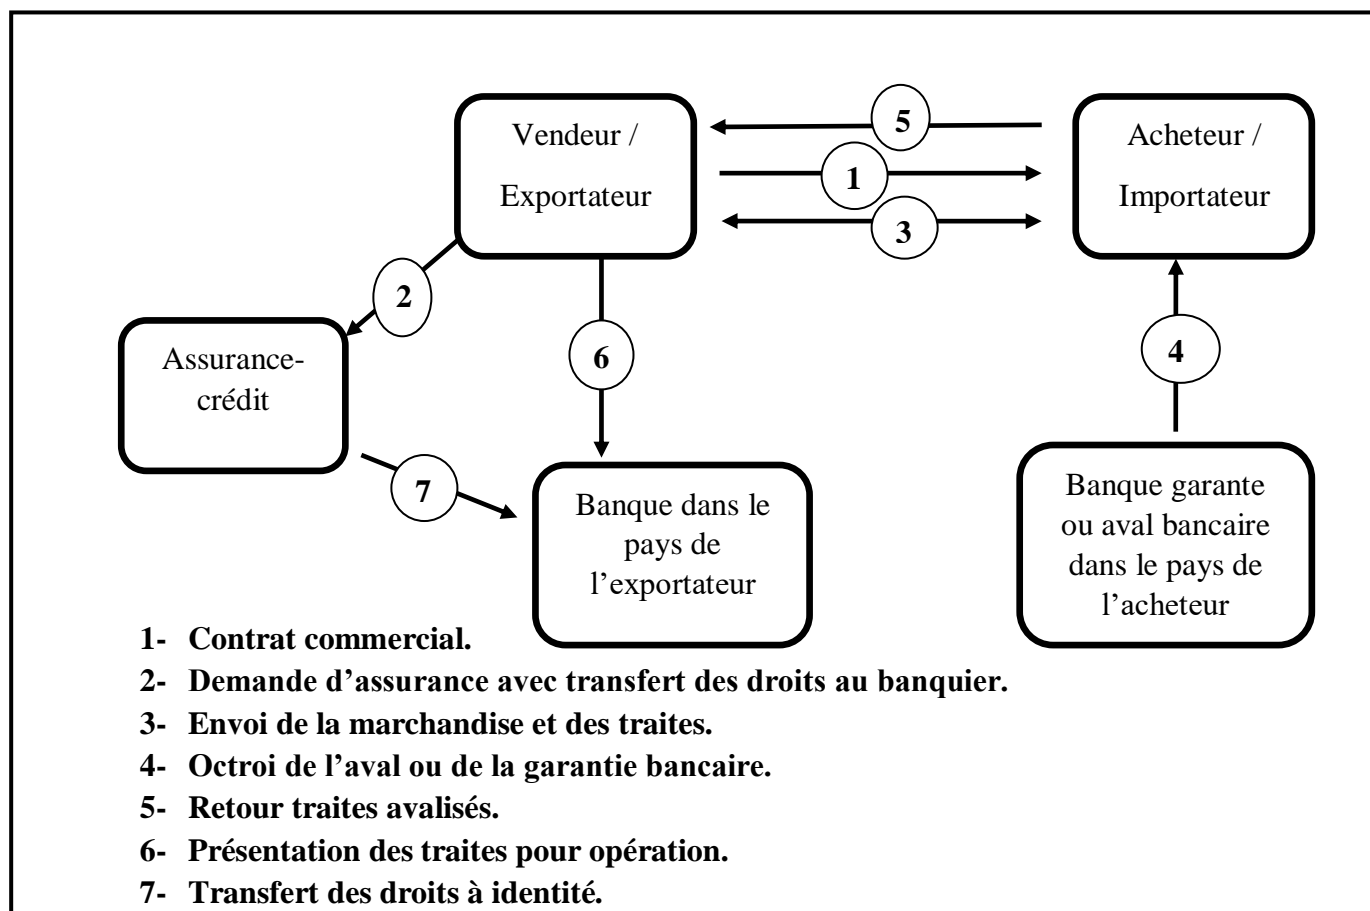 Vendeur /
Exportateur
Acheteur /
Importateur
5
1
3
2
6
4
Assurance-
crédit
7
Banque dans le
pays de
l’exportateur
Banque garante
ou aval bancaire
dans le pays de
l’acheteur
1- Contrat commercial.
2- Demande d’assurance avec transfert des droits au banquier.
3- Envoi de la marchandise et des traites.
4- Octroi de l’aval ou de la garantie bancaire.
5- Retour traites avalisés.
6- Présentation des traites pour opération.
7- Transfert des droits à identité.